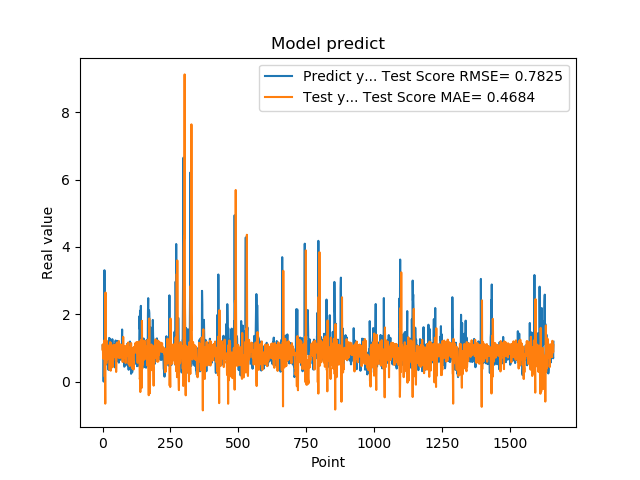 Model predict
Predict y... Test Score RMSE= 0.7825
Test y... Test Score MAE= 0.4684
Real value
8
6
4
2
0
0 250 500 750 1000 1250 1500
Point